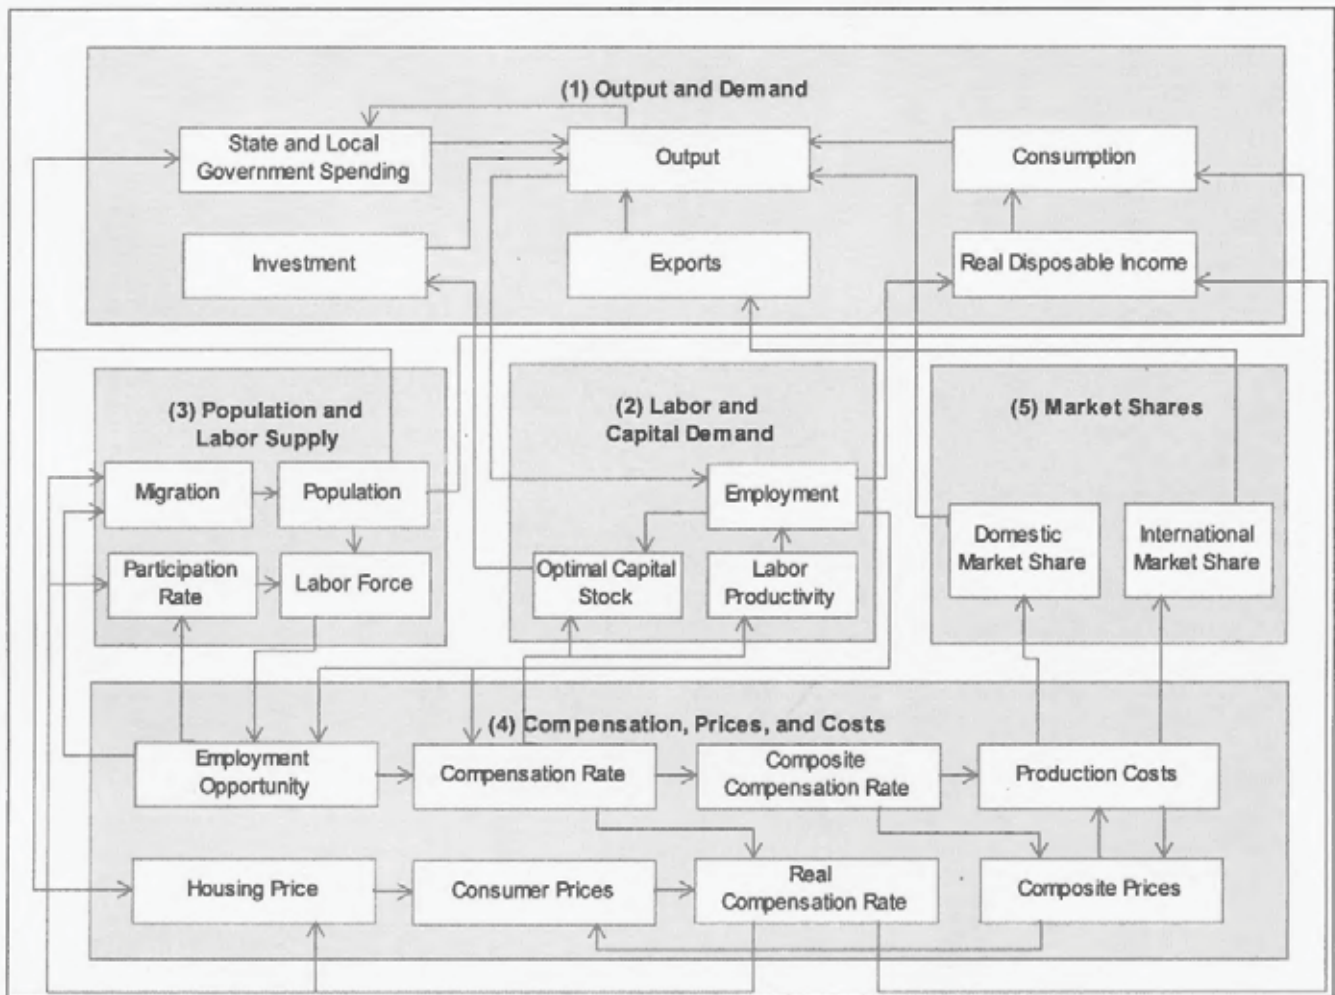 (1) Output and Demand
State and Local
Government Spending
Output
Consumption
Investment
Exports
Real Disposable Income
(3) Population and
Labor Supply
Migration
Population
Participation
Rate
Labor Force
(2) Labor and
Capital Demand
Employment
Optimal Capital
Stock
Labor
Productivity
(5) Market Shares
Domestic
Market Share
International
Market Share
(4) Compensation, Prices, and Costs
Employment
Opportunity
Compensation Rate
Composite
Compensation Rate
Production Costs
Housing Price
Consumer Prices
Real
Compensation Rate
Composite Prices